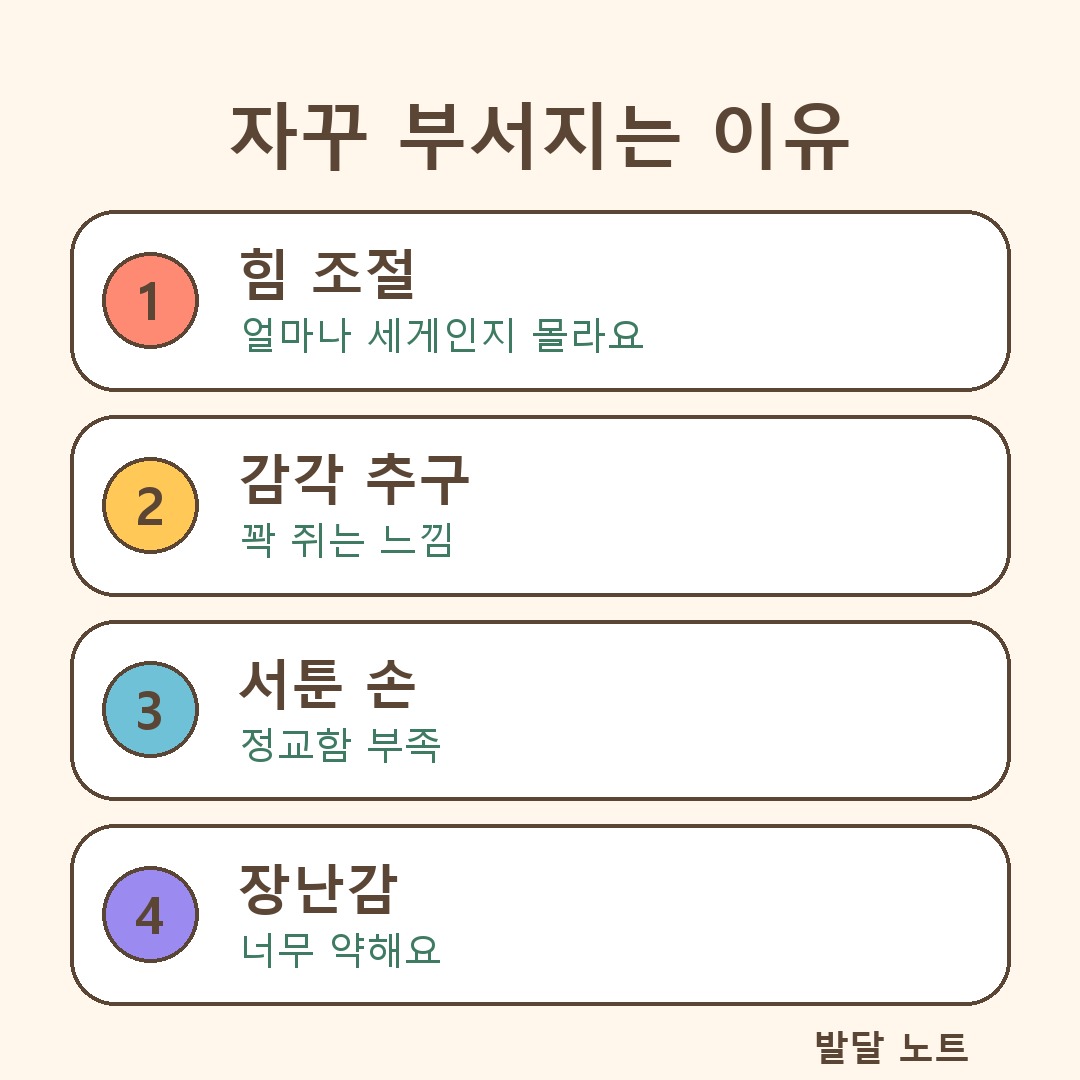 자꾸 부서지는 이유
1
힘 조절
얼마나 세게인지 몰라요
2
감각 추구
꽉 쥐는 느낌
3
서툰 손
정교함 부족
4
장난감
너무 약해요
발달 노트